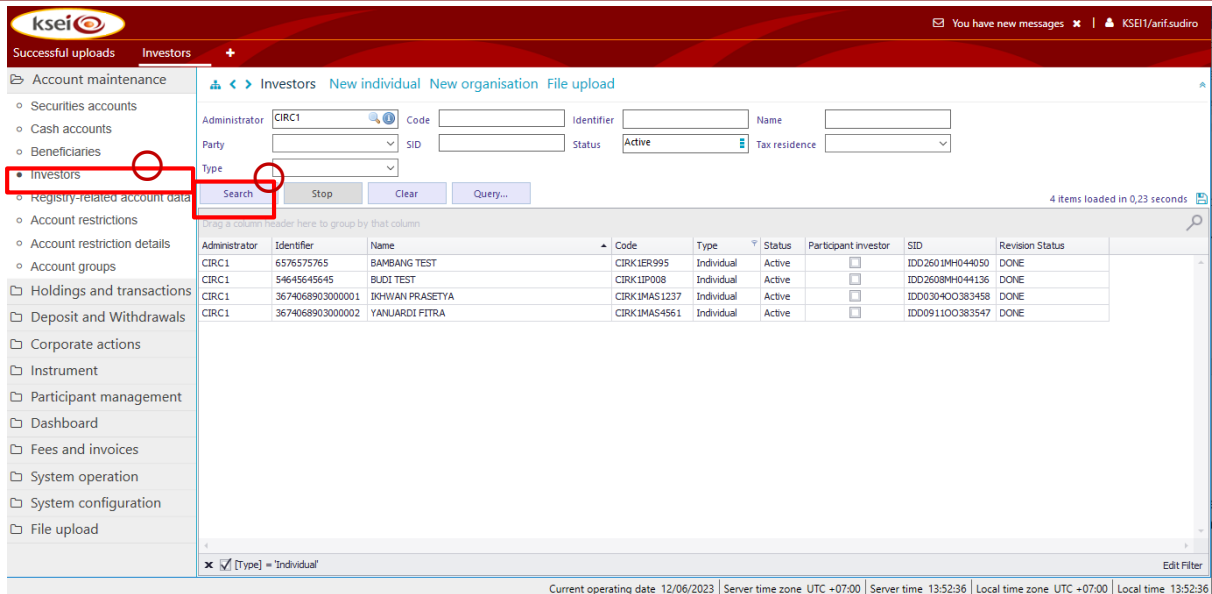 ksei
You have new messages ✖ | KSEI1/arif.sudiro
Successful uploads Investors +
Account maintenance
Securities accounts
Cash accounts
Beneficiaries
Investors
Registry-related account data
Account restrictions
Account restriction details
Account groups
Holdings and transactions
Deposit and Withdrawals
Corporate actions
Instrument
Participant management
Dashboard
Fees and invoices
System operation
System configuration
File upload
Investors New individual New organisation File upload
Administrator CIRC1 Code Identifier Name
Party SID Status Active Tax residence
Type
Search Stop Clear Query...
4 items loaded in 0,23 seconds
Drag a column header here to group by that column
Administrator Identifier Name Code Type Status Participant investor SID Revision Status
CIRC1 6576575765 BAMBANG TEST CIRK1ER995 Individual Active IDD2601MH044050 DONE
CIRC1 54645645645 BUDI TEST CIRK1IP008 Individual Active IDD2608MH044136 DONE
CIRC1 3674068903000001 IKHWAN PRASETYA CIRK1MAS1237 Individual Active IDD0304OO383458 DONE
CIRC1 3674068903000002 YANUARDI FITRA CIRK1MAS4561 Individual Active IDD0911OO383547 DONE
[Type] = 'Individual' Edit Filter
Current operating date 12/06/2023 Server time zone UTC +07:00 Server time 13:52:36 Local time zone UTC +07:00 Local time 13:52:36